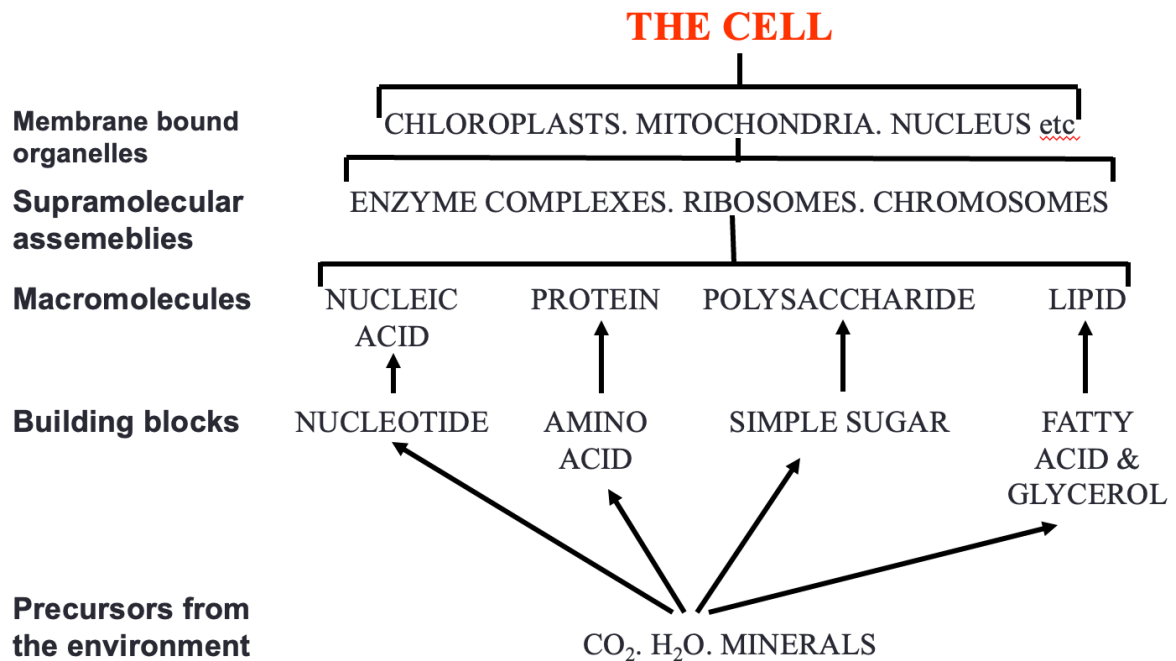 THE CELL
Membrane bound
organelles
CHLOROPLASTS. MITOCHONDRIA. NUCLEUS etc
Supramolecular
assemeblies
ENZYME COMPLEXES. RIBOSOMES. CHROMOSOMES
Macromolecules
NUCLEIC
ACID
PROTEIN
POLYSACCHARIDE
LIPID
Building blocks
NUCLEOTIDE
AMINO
ACID
SIMPLE SUGAR
FATTY
ACID &
GLYCEROL
Precursors from
the environment
CO₂. H₂O. MINERALS